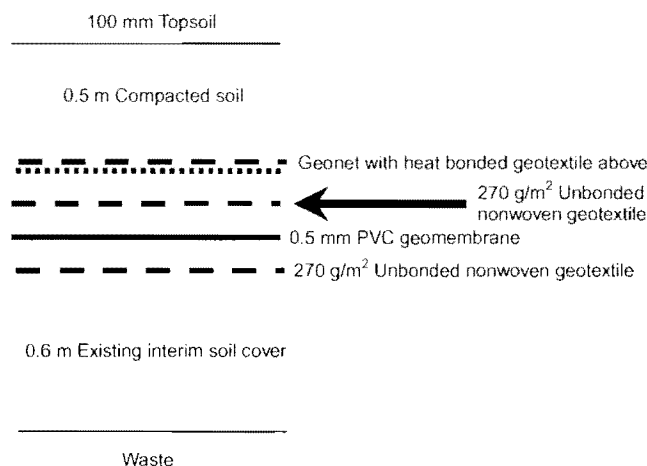 100 mm Topsoil
0.5 m Compacted soil
Geonet with heat bonded geotextile above
270 g/m² Unbonded
nonwoven geotextile
0.5 mm PVC geomembrane
270 g/m² Unbonded nonwoven geotextile
0.6 m Existing interim soil cover
Waste